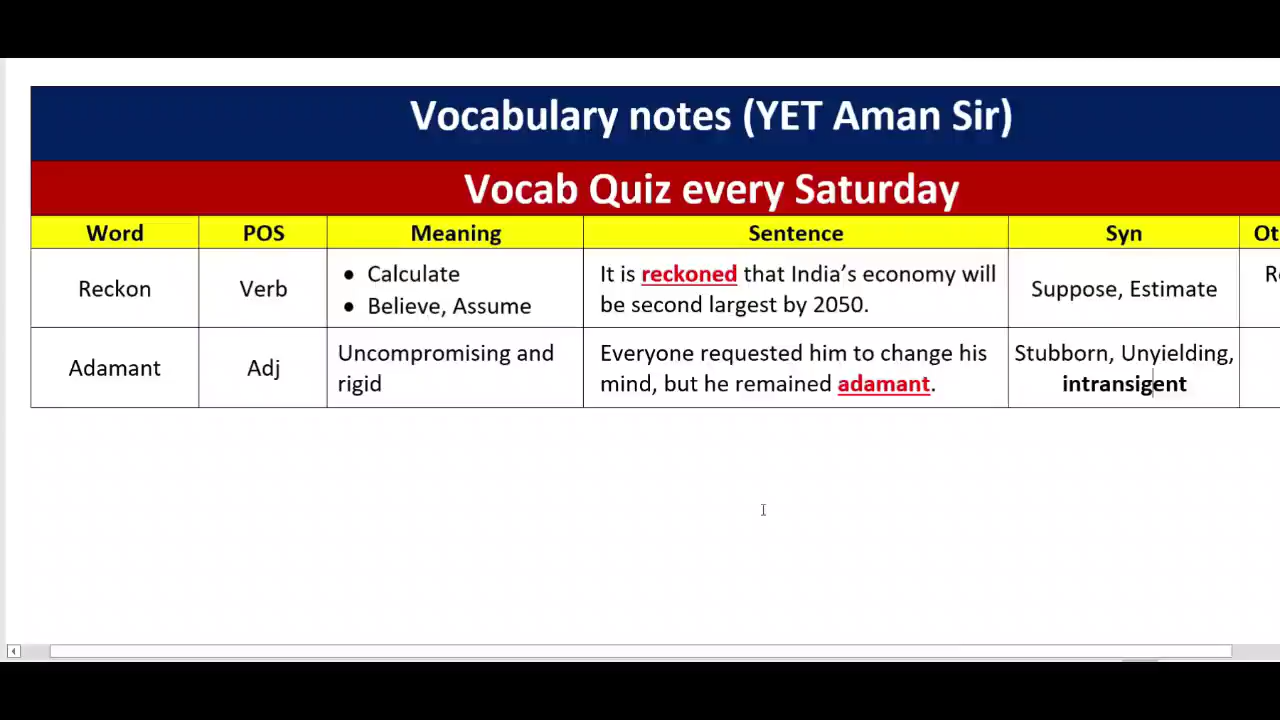 Vocabulary notes (YET Aman Sir)
Vocab Quiz every Saturday
Word POS Meaning Sentence Syn
Reckon Verb
• Calculate
• Believe, Assume
It is reckoned that India’s economy will
be second largest by 2050.
Suppose, Estimate
Adamant Adj
Uncompromising and
rigid
Everyone requested him to change his
mind, but he remained adamant.
Stubborn, Unyielding,
intransigent